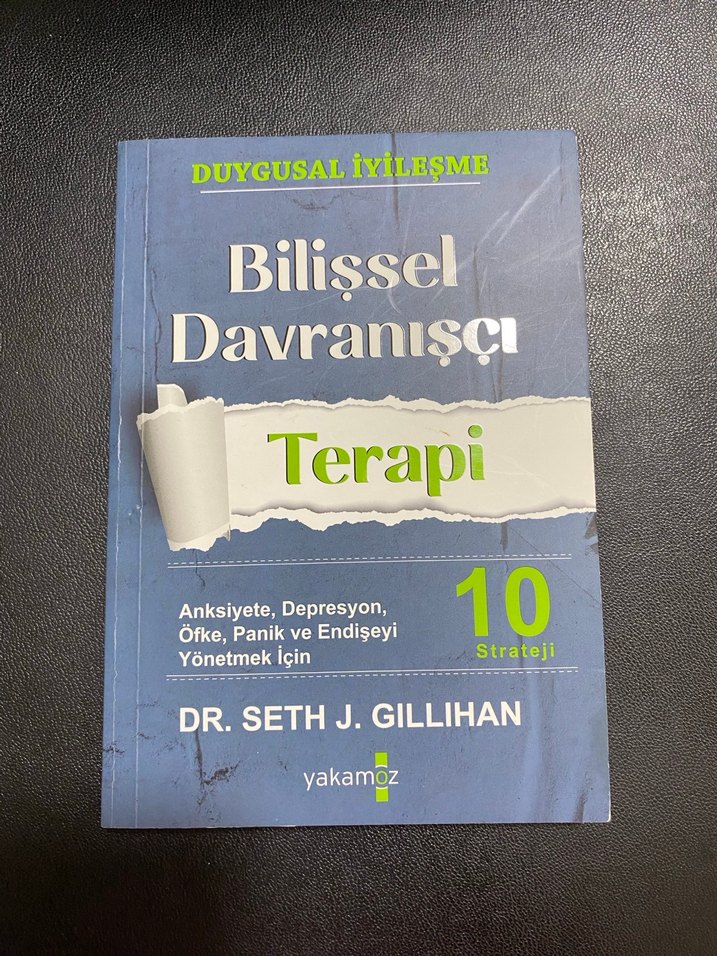 DUYGUSAL İYİLEŞME
Bilişsel
Davranışçı
Terapi
Anksiyete, Depresyon,
Öfke, Panik ve Endişeyi
Yönetmek İçin
10
Strateji
DR. SETH J. GILLIHAN
yakamoz